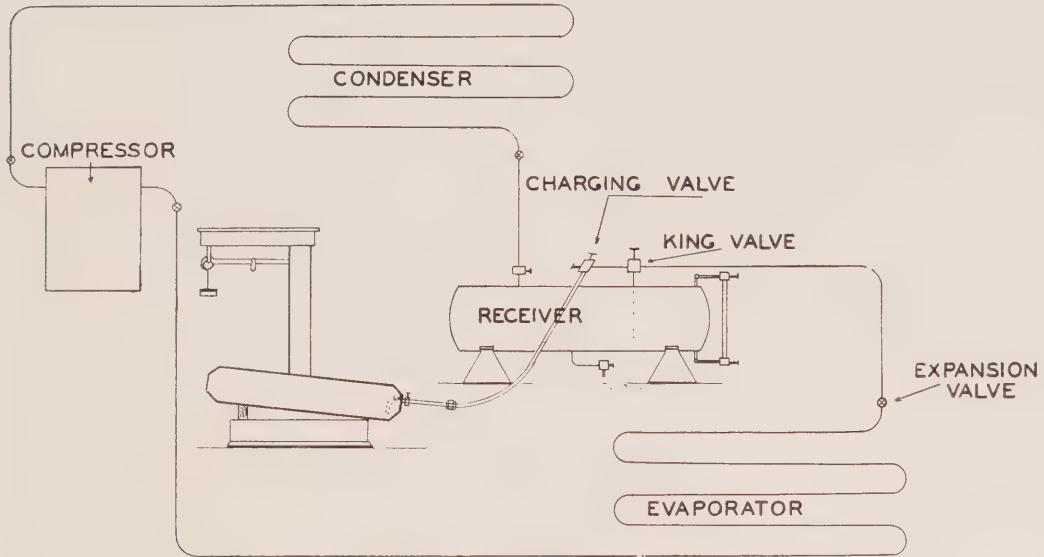 CONDENSER
COMPRESSOR
CHARGING VALVE
KING VALVE
RECEIVER
EXPANSION
VALVE
EVAPORATOR